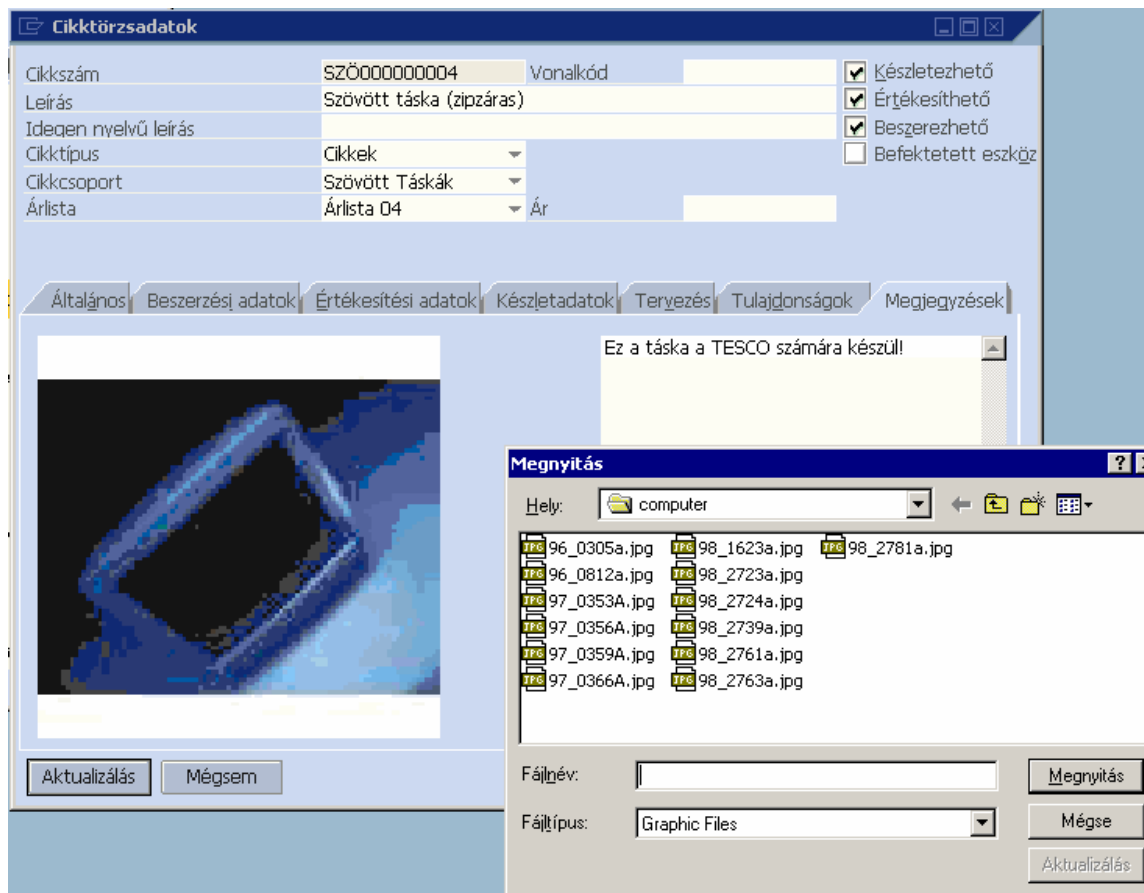 Cikktörzsadatok
Cikkszám SZÖ000000004 Vonalkód Készletezhető
Leírás Szövött táska (zipzáras) Értékesíthető
Idegen nyelvű leírás Beszerezhető
Cikktípus Cikkek Befektetett eszköz
Cikkcsoport Szövött Táskák
Árlista Árlista 04 Ár
Általános Beszerzési adatok Értékesítési adatok Készletadatok Tervezés Tulajdonságok Megjegyzések
Ez a táska a TESCO számára készül!
Megnyitás
Hely: computer
96_0305a.jpg 98_1623a.jpg 98_2781a.jpg
96_0812a.jpg 98_2723a.jpg
97_0353A.jpg 98_2724a.jpg
97_0356A.jpg 98_2739a.jpg
97_0359A.jpg 98_2761a.jpg
97_0366A.jpg 98_2763a.jpg
Fájlnév: Megnyitás
Fájltípus: Graphic Files Mégse
Aktualizálás Mégsem
Aktualizálás